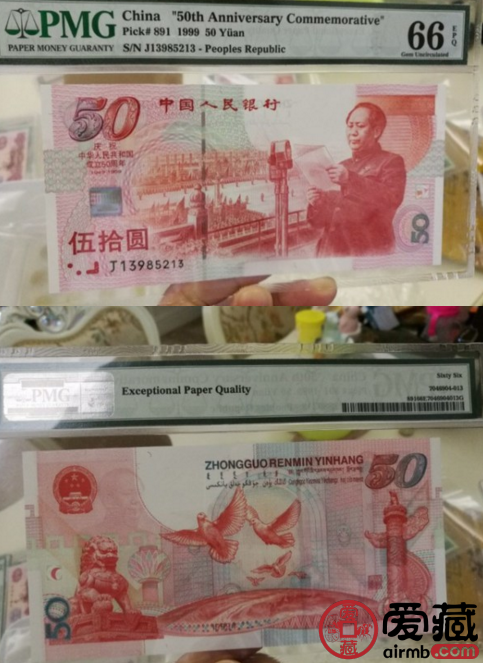 PMG
PAPER MONEY GUARANTY
China "50th Anniversary Commemorative"
Pick# 891 1999 50 Yüan
S/N J13985213 - Peoples Republic
66 EPQ
Gem Uncirculated
中国人民银行
50
庆祝
中华人民共和国
成立50周年
伍拾圆
J13985213
50
PMG
Exceptional Paper Quality
Sixty Six
ZHONGGUO RENMIN YINHANG
50
50
爱藏
airmb.com